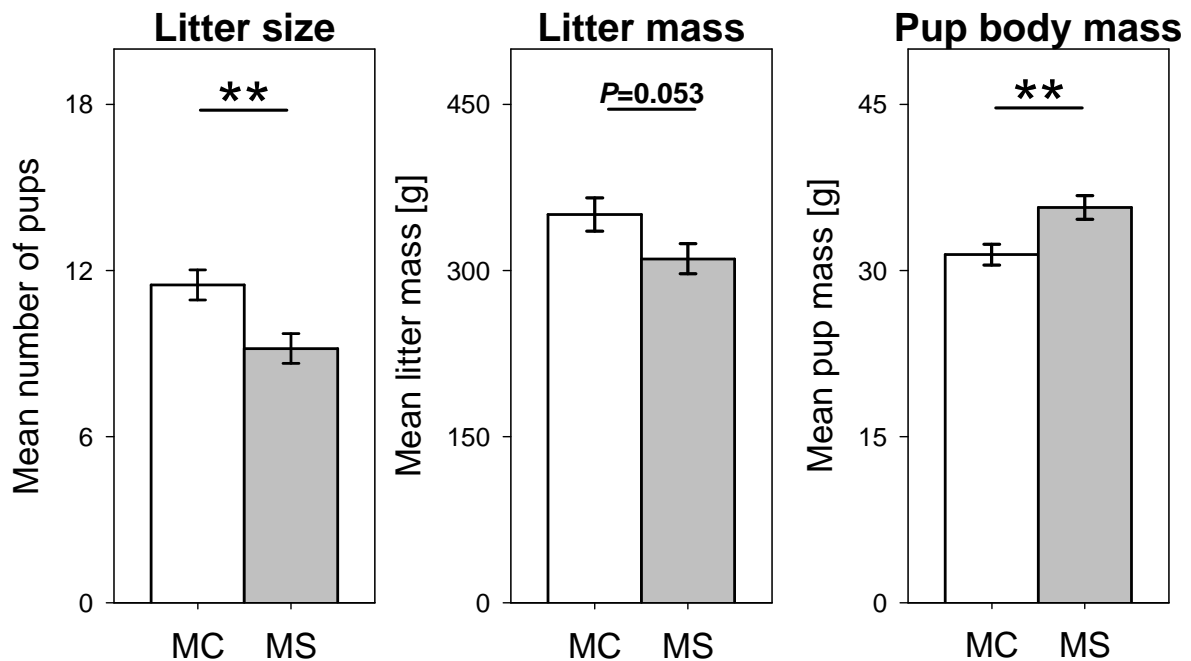 Litter size
**
18
12
6
0
Mean number of pups
MC MS
Litter mass
P=0.053
450
300
150
0
Mean litter mass [g]
MC MS
Pup body mass
**
45
30
15
0
Mean pup mass [g]
MC MS